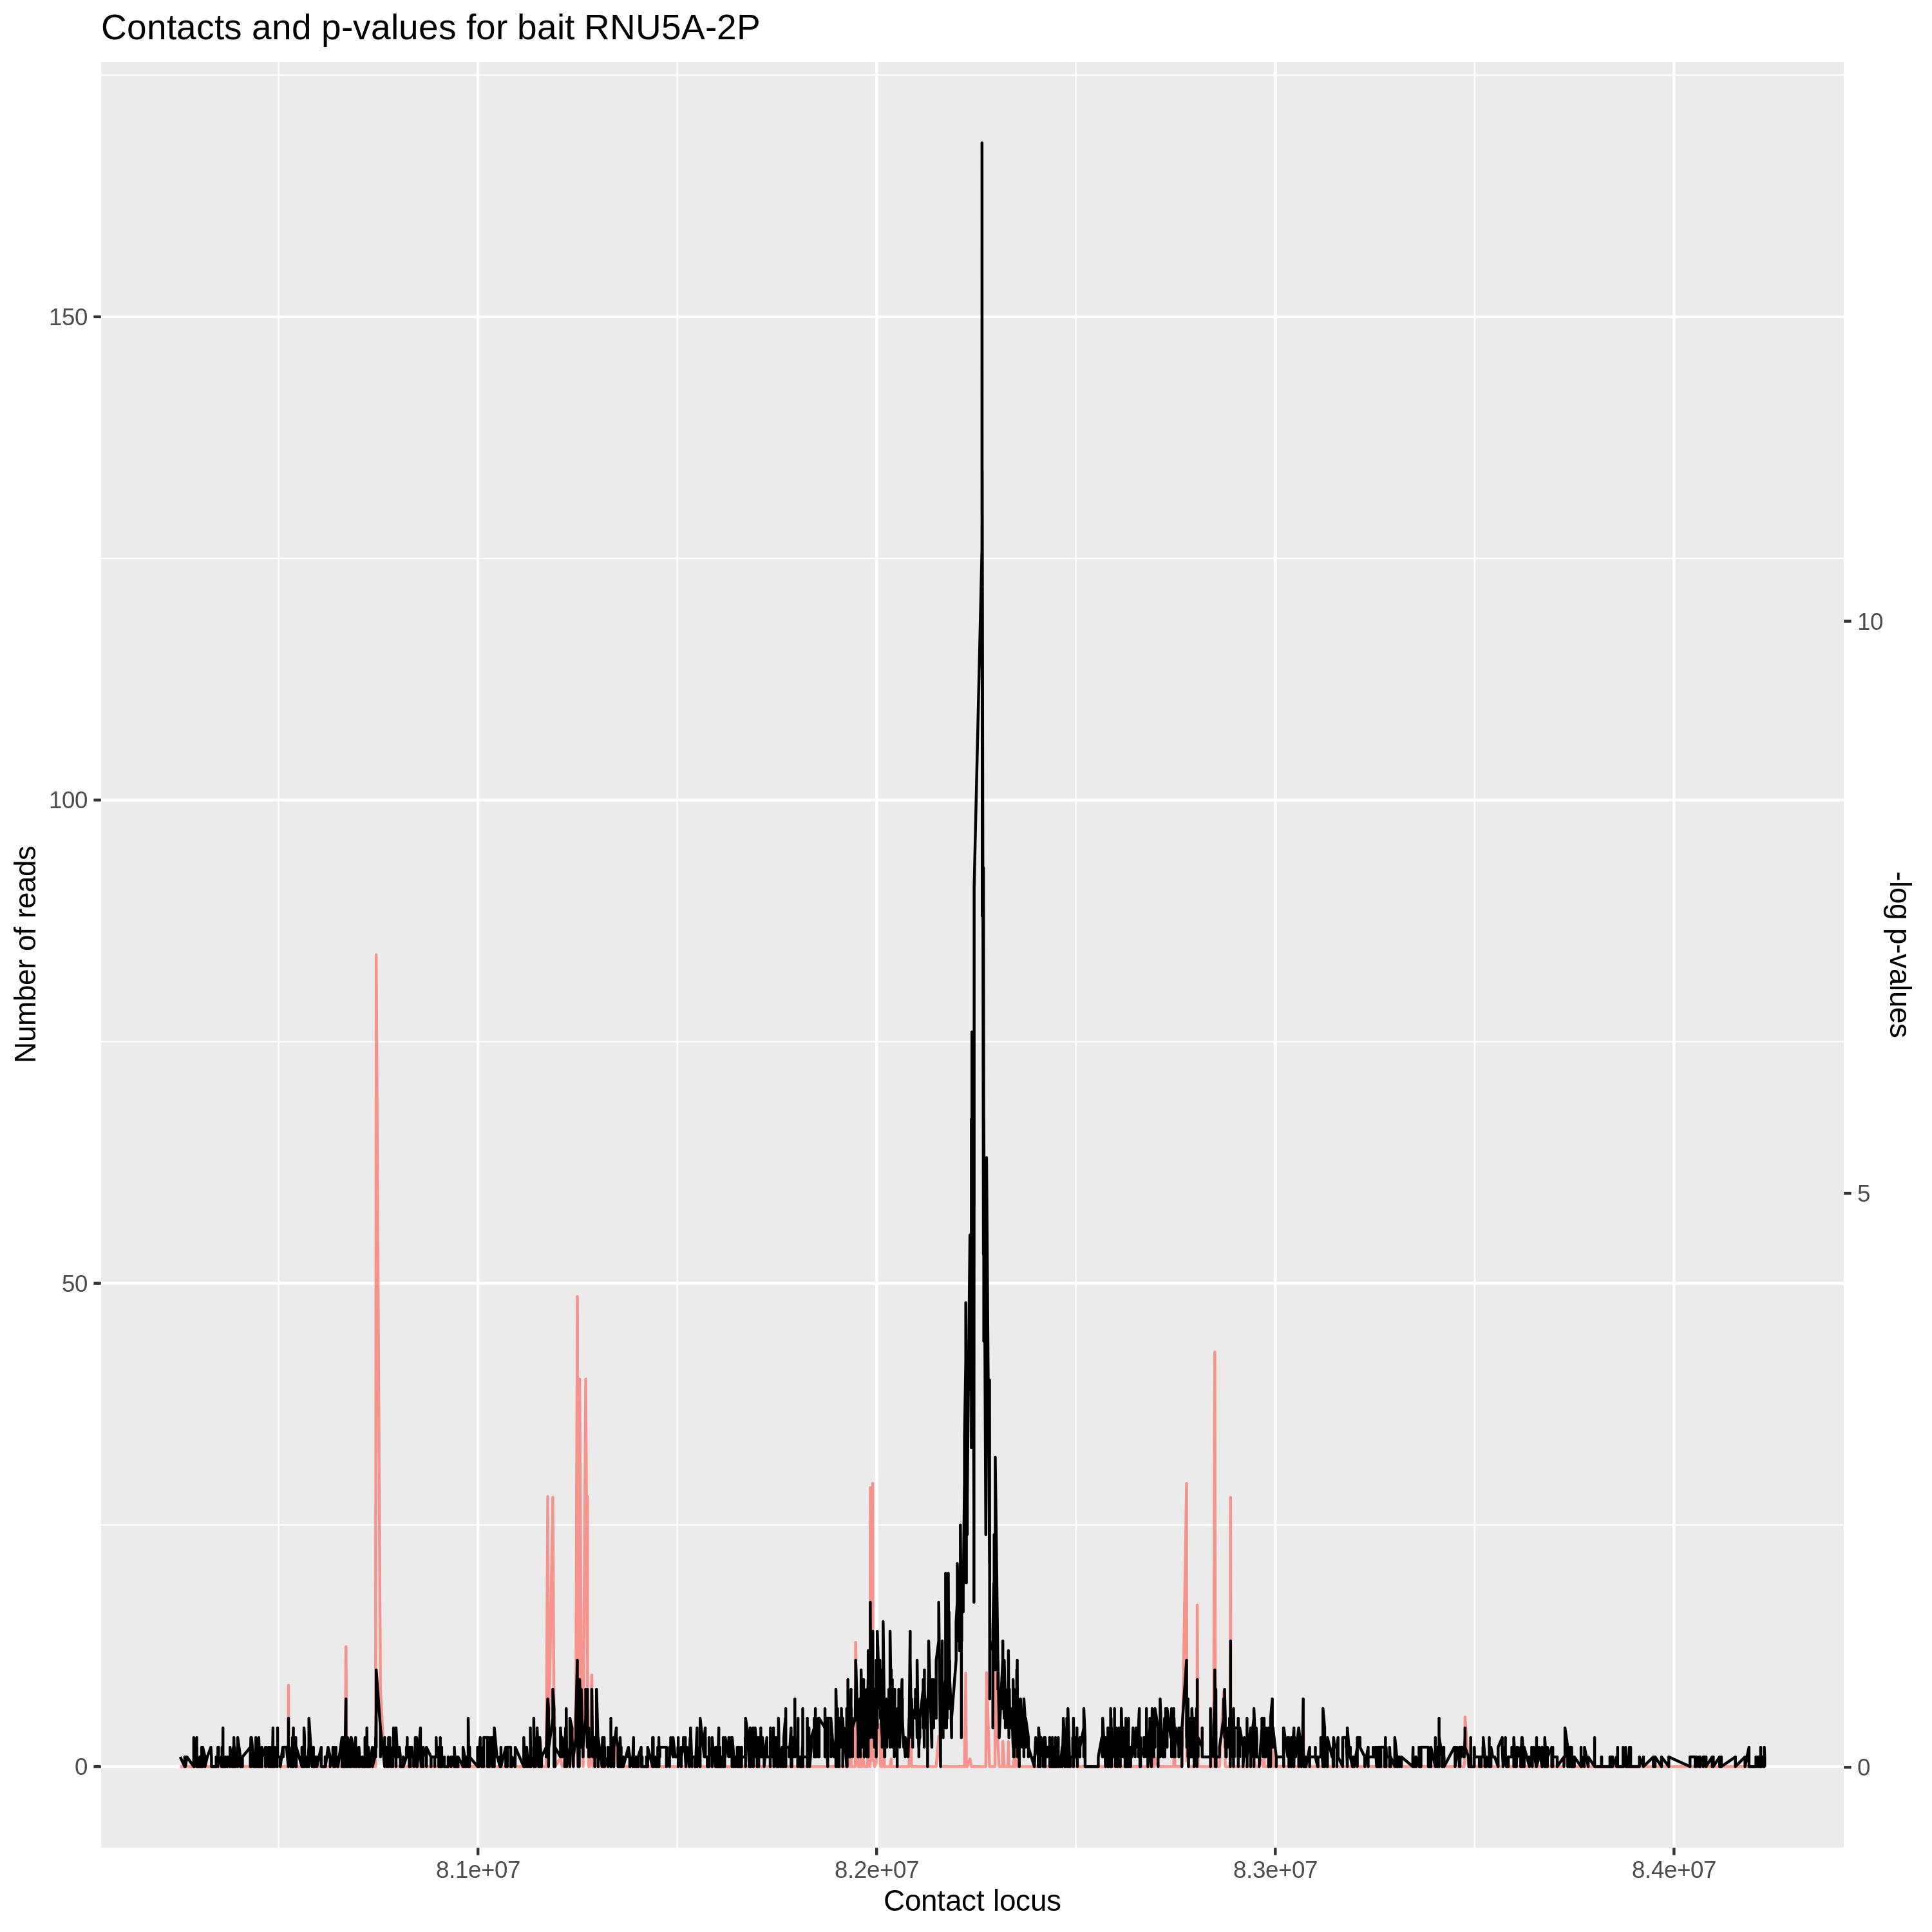 Contacts and p-values for bait RNU5A-2P
150
100
50
0
Number of reads
10
5
0
-log p-values
8.1e+07
8.2e+07
8.3e+07
8.4e+07
Contact locus